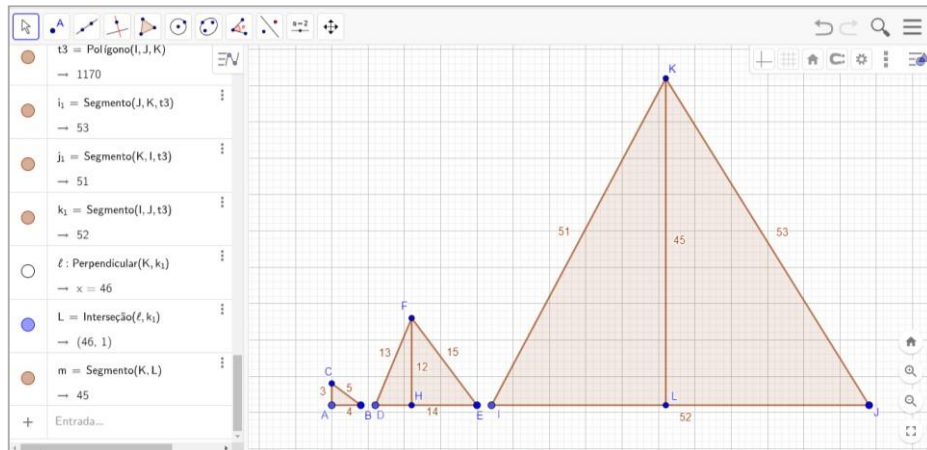 A
a=2
t3 = Polígono(I, J, K)
→ 1170
i₁ = Segmento(J, K, t3)
→ 53
j₁ = Segmento(K, I, t3)
→ 51
k₁ = Segmento(I, J, t3)
→ 52
ℓ : Perpendicular(K, k₁)
→ x = 46
L = Interseção(ℓ, k₁)
→ (46, 1)
m = Segmento(K, L)
→ 45
Entrada...
K
51 45 53
F
13 15
12
C
3 5
A 4 B D H 14 E I L 52 J